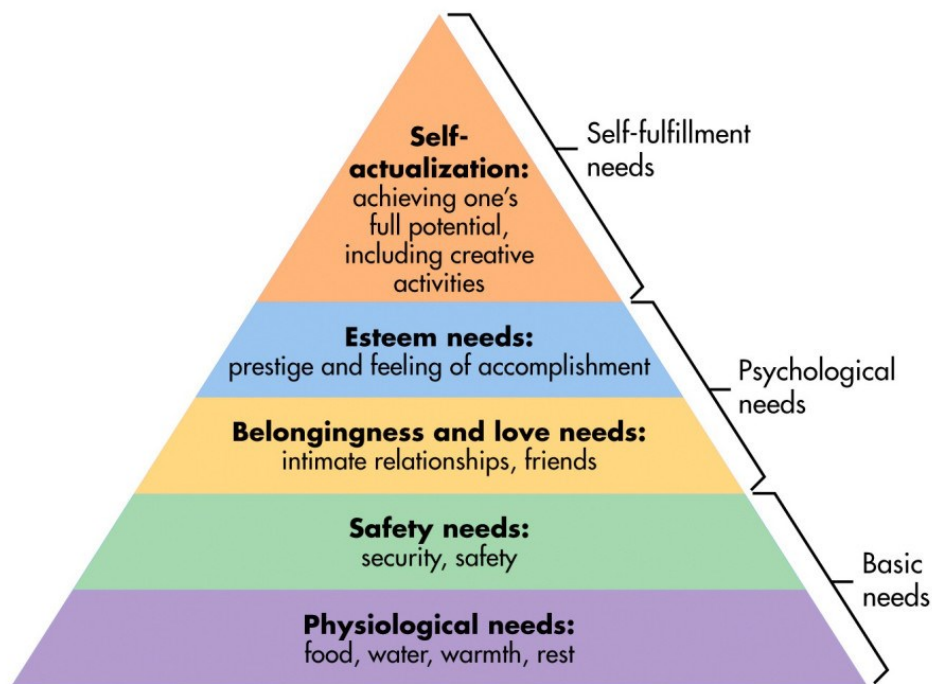 Self-
actualization:
achieving one’s
full potential,
including creative
activities
Self-fulfillment
needs
Esteem needs:
prestige and feeling of accomplishment
Psychological
needs
Belongingness and love needs:
intimate relationships, friends
Safety needs:
security, safety
Basic
needs
Physiological needs:
food, water, warmth, rest